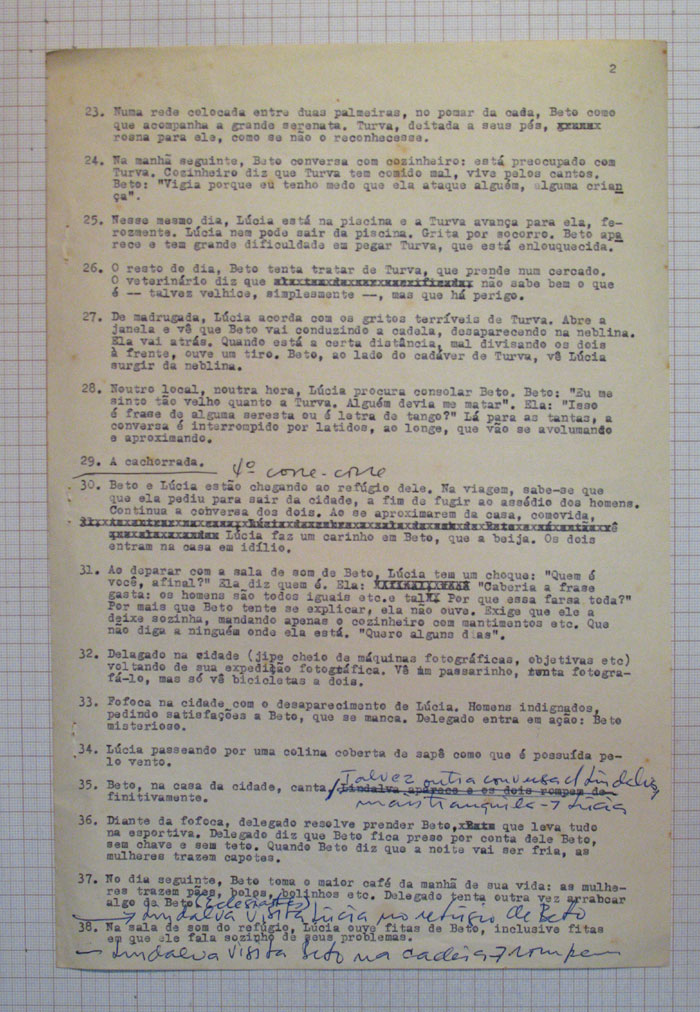 2
23. Numa rede colocada entre duas palmeiras, no pomar da cada, Beto como
que acompanha a grande serenata. Turva, deitada a seus pés,
rosna para ele, como se não o reconhecesse.
24. Na manhã seguinte, Beto conversa com cozinheiro: está preocupado com
Turva. Cozinheiro diz que Turva tem comido mal, vive pelos cantos.
Beto: "Vigia porque eu tenho medo que ela ataque alguém, alguma crian
ça".
25. Nesse mesmo dia, Lúcia está na piscina e a Turva avança para ela, fe-
rozmente. Lúcia nem pode sair da piscina. Grita por socorro. Beto apa
rece e tem grande dificuldade em pegar Turva, que está enlouquecida.
26. O resto do dia, Beto tenta tratar de Turva, que prende num cercado.
O veterinário diz que não sabe bem o que
é -- talvez velhice, simplesmente --, mas que há perigo.
27. De madrugada, Lúcia acorda com os gritos terríveis de Turva. Abre a
janela e vê que Beto vai conduzindo a cadela, desaparecendo na neblina.
Ela vai atrás. Quando está a certa distância, mal divisando os dois
à frente, ouve um tiro. Beto, ao lado do cadáver de Turva, vê Lúcia
surgir da neblina.
28. Noutro local, noutra hora, Lúcia procura consolar Beto. Beto: "Eu me
sinto tão velho quanto a Turva. Alguém devia me matar". Ela: "Isso
é frase de alguma seresta ou é letra de tango?" Lá para as tantas, a
conversa é interrompido por latidos, ao longe, que vão se avolumando
e aproximando.
29. A cachorrada. 4º corre-corre
30. Beto e Lúcia estão chegando ao refúgio dele. Na viagem, sabe-se que
que ela pediu para sair da cidade, a fim de fugir ao assédio dos homens.
Continua a conversa dos dois. Ao se aproximarem da casa, comovida,
Lúcia faz um carinho em Beto, que a beija. Os dois
entram na casa em idílio.
31. Ao deparar com a sala de som de Beto, Lúcia tem um choque: "Quem é
você, afinal?" Ela diz quem é. Ela: "Caberia a frase
gasta: os homens são todos iguais etc.e tal. Por que essa farsa toda?"
Por mais que Beto tente se explicar, ela não ouve. Exige que ele a
deixe sozinha, mandando apenas o cozinheiro com mantimentos etc. Que
não diga a ninguém onde ela está. "Quero alguns dias".
32. Delagado na cidade (jipe cheio de máquinas fotográficas, objetivas etc)
voltando de sua expedição fotográfica. Vê um passarinho, tenta fotogra-
fá-lo, mas só vê bicicletas a dois.
33. Fofoca na cidade com o desaparecimento de Lúcia. Homens indignados,
pedindo satisfações a Beto, que se manca. Delegado entra em ação: Beto
misterioso.
34. Lúcia passeando por uma colina coberta de sapê como que é possuída pe-
lo vento.
Talvez outra conversa c/ Lindalva,
35. Beto, na casa da cidade, canta, Lindalva aparece e os dois rompem de
finitivamente. mais tranquila → Lúcia
36. Diante da fofoca, delegado resolve prender Beto, que leva tudo
na esportiva. Delegado diz que Beto fica preso por conta dele Beto,
sem chave e sem teto. Quando Beto diz que a noite vai ser fria, as
mulheres trazem capotes.
37. No dia seguinte, Beto toma o maior café da manhã de sua vida: as mulhe-
res trazem pães, bolos, bolinhos etc. Delegado tenta outra vez arrabcar
algo de Beto.
→ Lindalva visita Lúcia no refúgio de Beto
38. Na sala de som do refúgio, Lúcia ouve fitas de Beto, inclusive fitas
em que ele fala sozinho de seus problemas.
— Lindalva visita Beto na cadeia → rompem